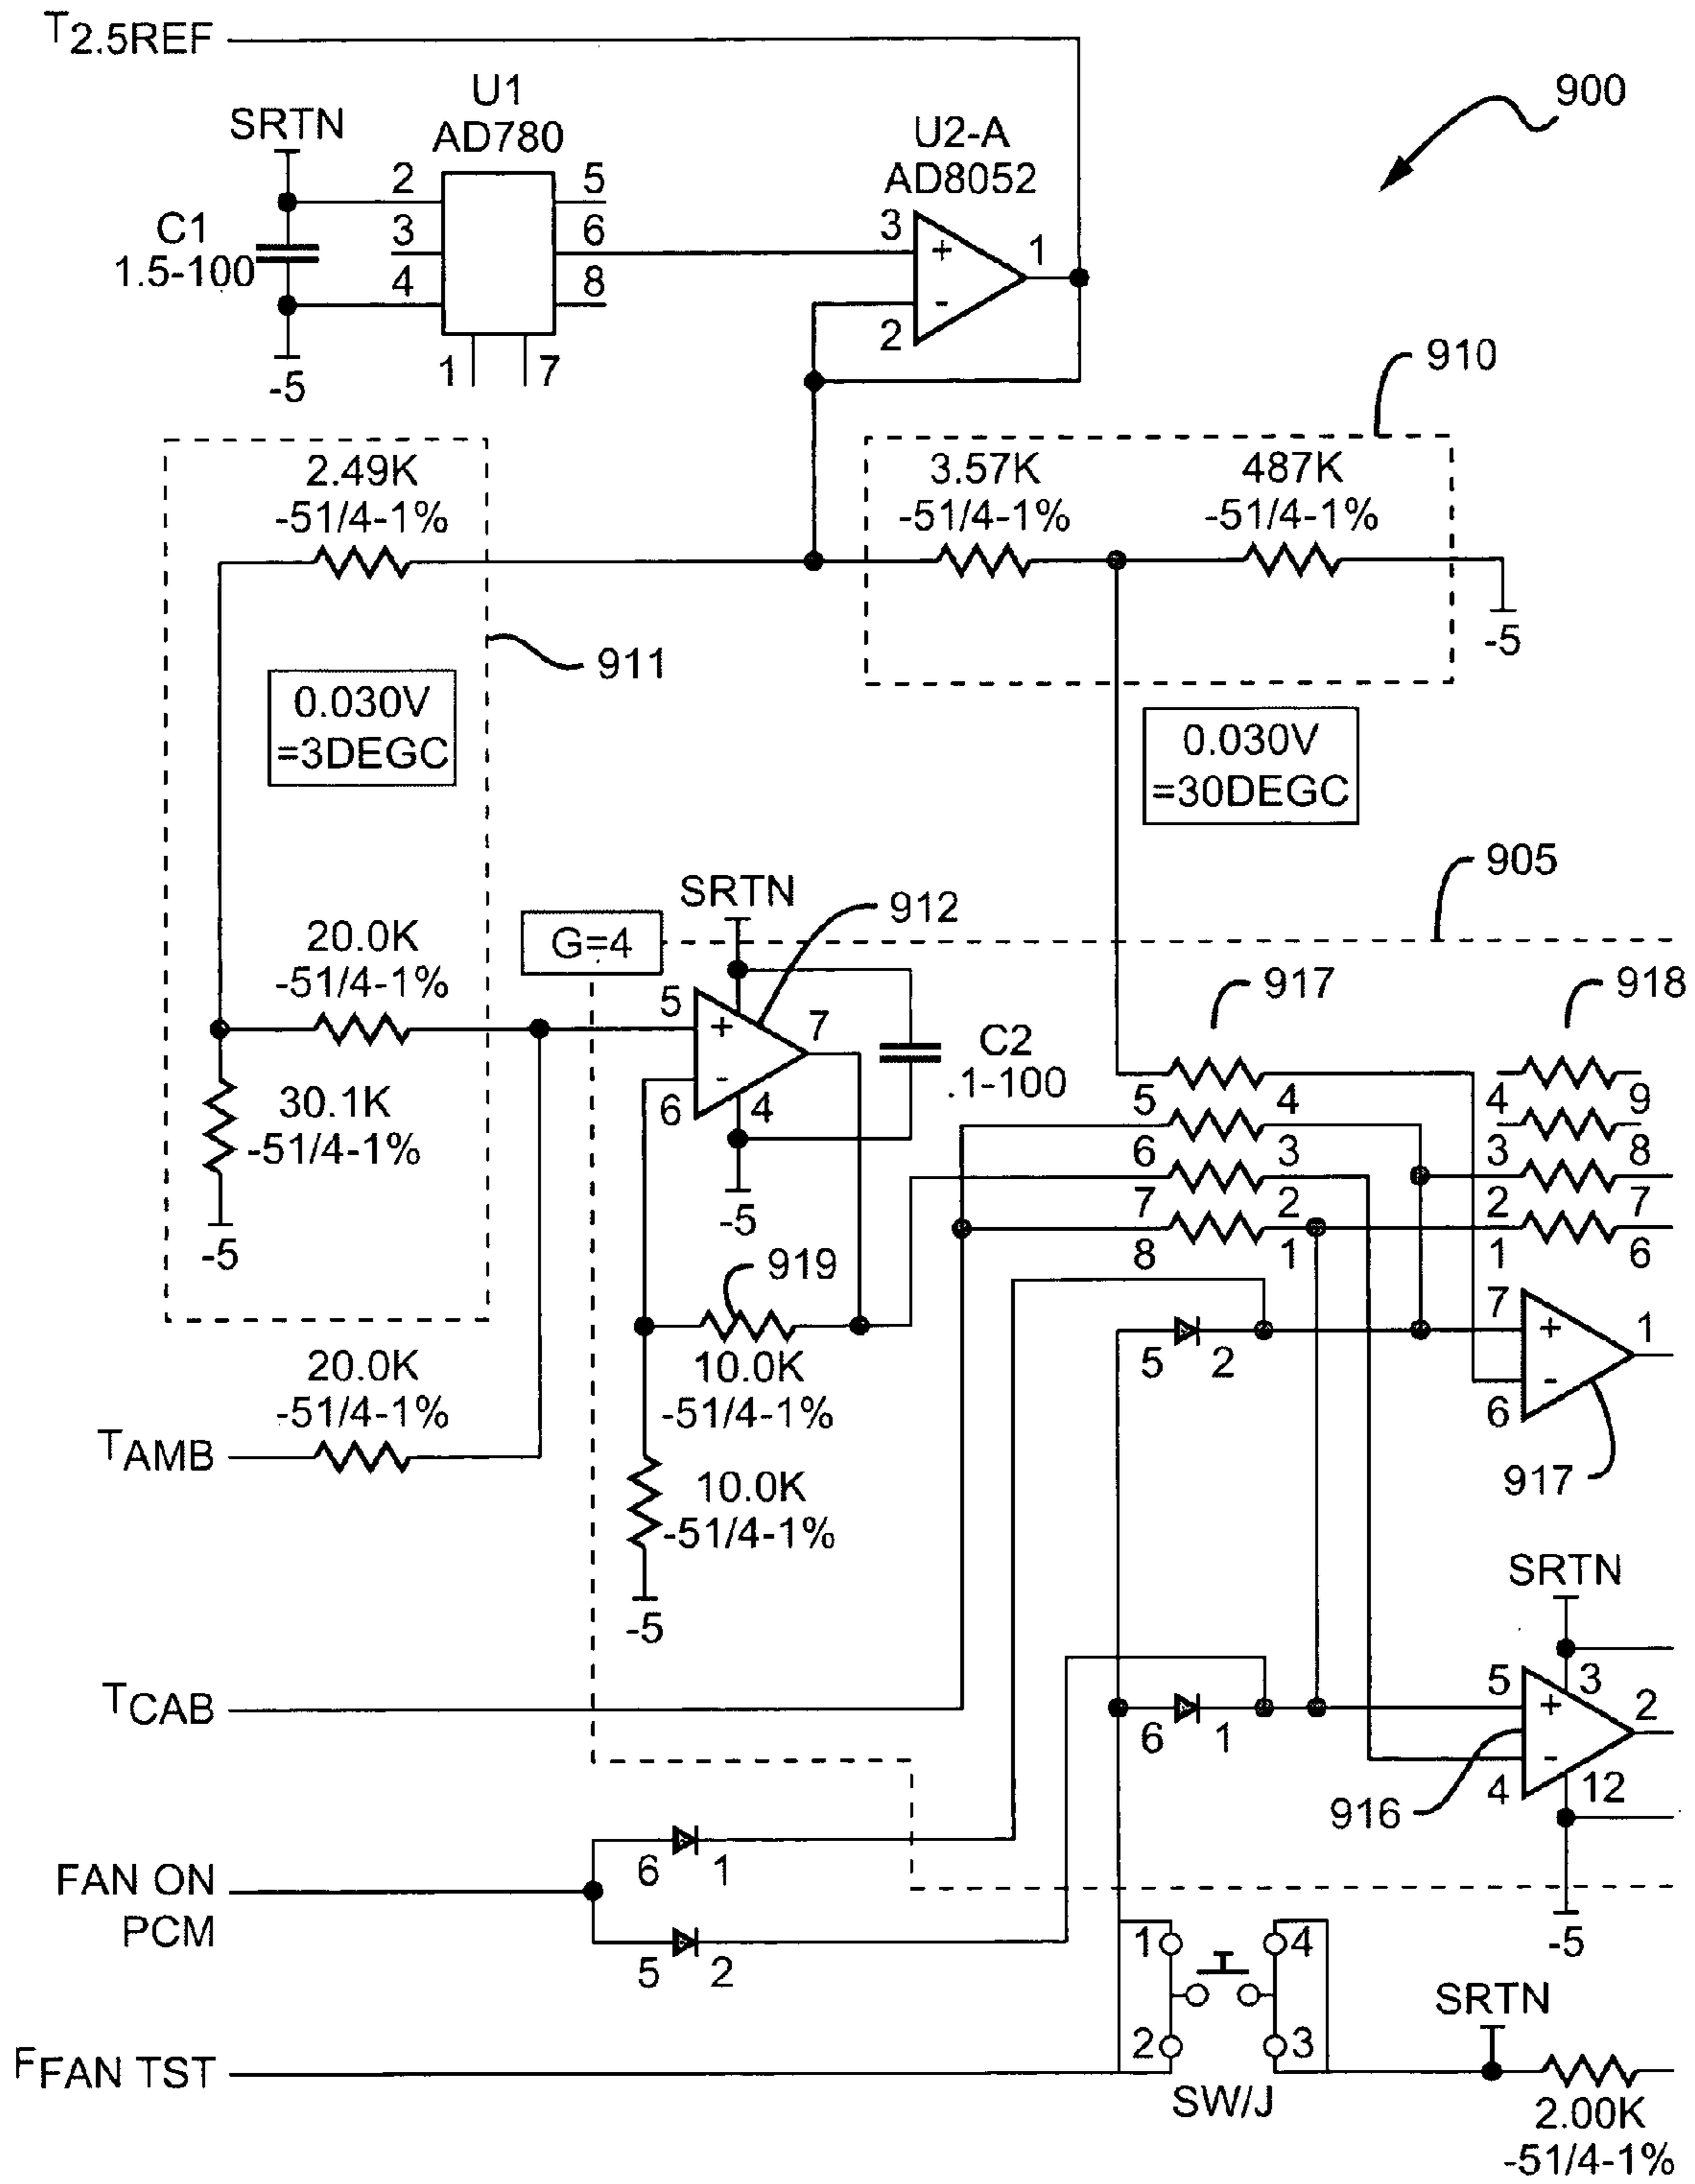 T2.5REF
900
U1
AD780
SRTN
U2-A
AD8052
2
5
3
6
4
8
1
7
C1
1.5-100
-5
3
+
1
-
2
910
2.49K
-51/4-1%
3.57K
-51/4-1%
487K
-51/4-1%
-5
911
0.030V
=3DEGC
0.030V
=30DEGC
905
SRTN
912
G=4
20.0K
-51/4-1%
5
+
7
-
6
4
C2
.1-100
917
918
30.1K
-51/4-1%
-5
-5
5
4
4
9
6
3
3
8
7
2
2
7
8
1
1
6
919
10.0K
-51/4-1%
5
2
7
+
1
-
6
917
20.0K
-51/4-1%
TAMB
10.0K
-51/4-1%
-5
SRTN
TCAB
6
1
5
3
+
2
-
4
12
916
-5
FAN ON
PCM
6
1
5
2
1
4
2
3
SW/J
FFAN TST
SRTN
2.00K
-51/4-1%